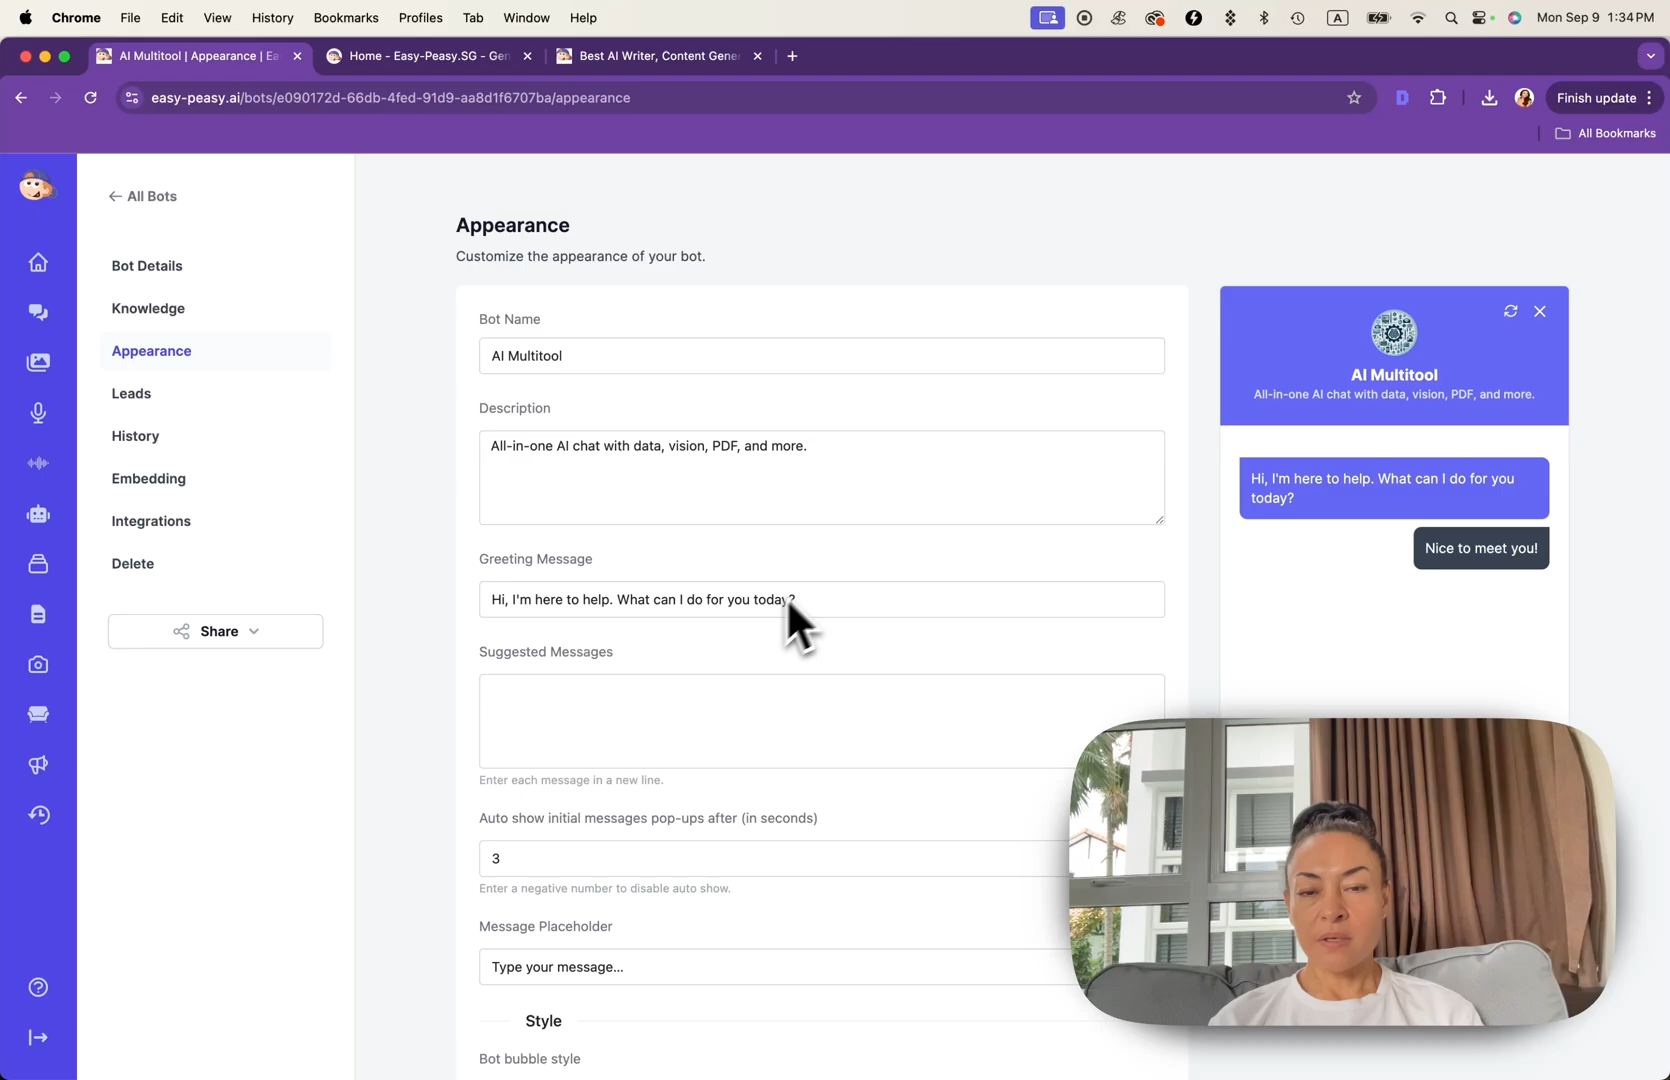 Chrome File Edit View History Bookmarks Profiles Tab Window Help A Mon Sep 9 1:34 PM
AI Multitool | Appearance | Ea Home - Easy-Peasy.SG - Gen Best AI Writer, Content Gener
easy-peasy.ai/bots/e090172d-66db-4fed-91d9-aa8d1f6707ba/appearance D Finish update
All Bookmarks
All Bots
Bot Details
Knowledge
Appearance
Leads
History
Embedding
Integrations
Delete
Share
Appearance
Customize the appearance of your bot.
Bot Name
AI Multitool
Description
All-in-one AI chat with data, vision, PDF, and more.
Greeting Message
Hi, I'm here to help. What can I do for you today?
Suggested Messages
Enter each message in a new line.
Auto show initial messages pop-ups after (in seconds)
3
Enter a negative number to disable auto show.
Message Placeholder
Type your message...
Style
Bot bubble style
AI Multitool
All-in-one AI chat with data, vision, PDF, and more.
Hi, I'm here to help. What can I do for you
today?
Nice to meet you!